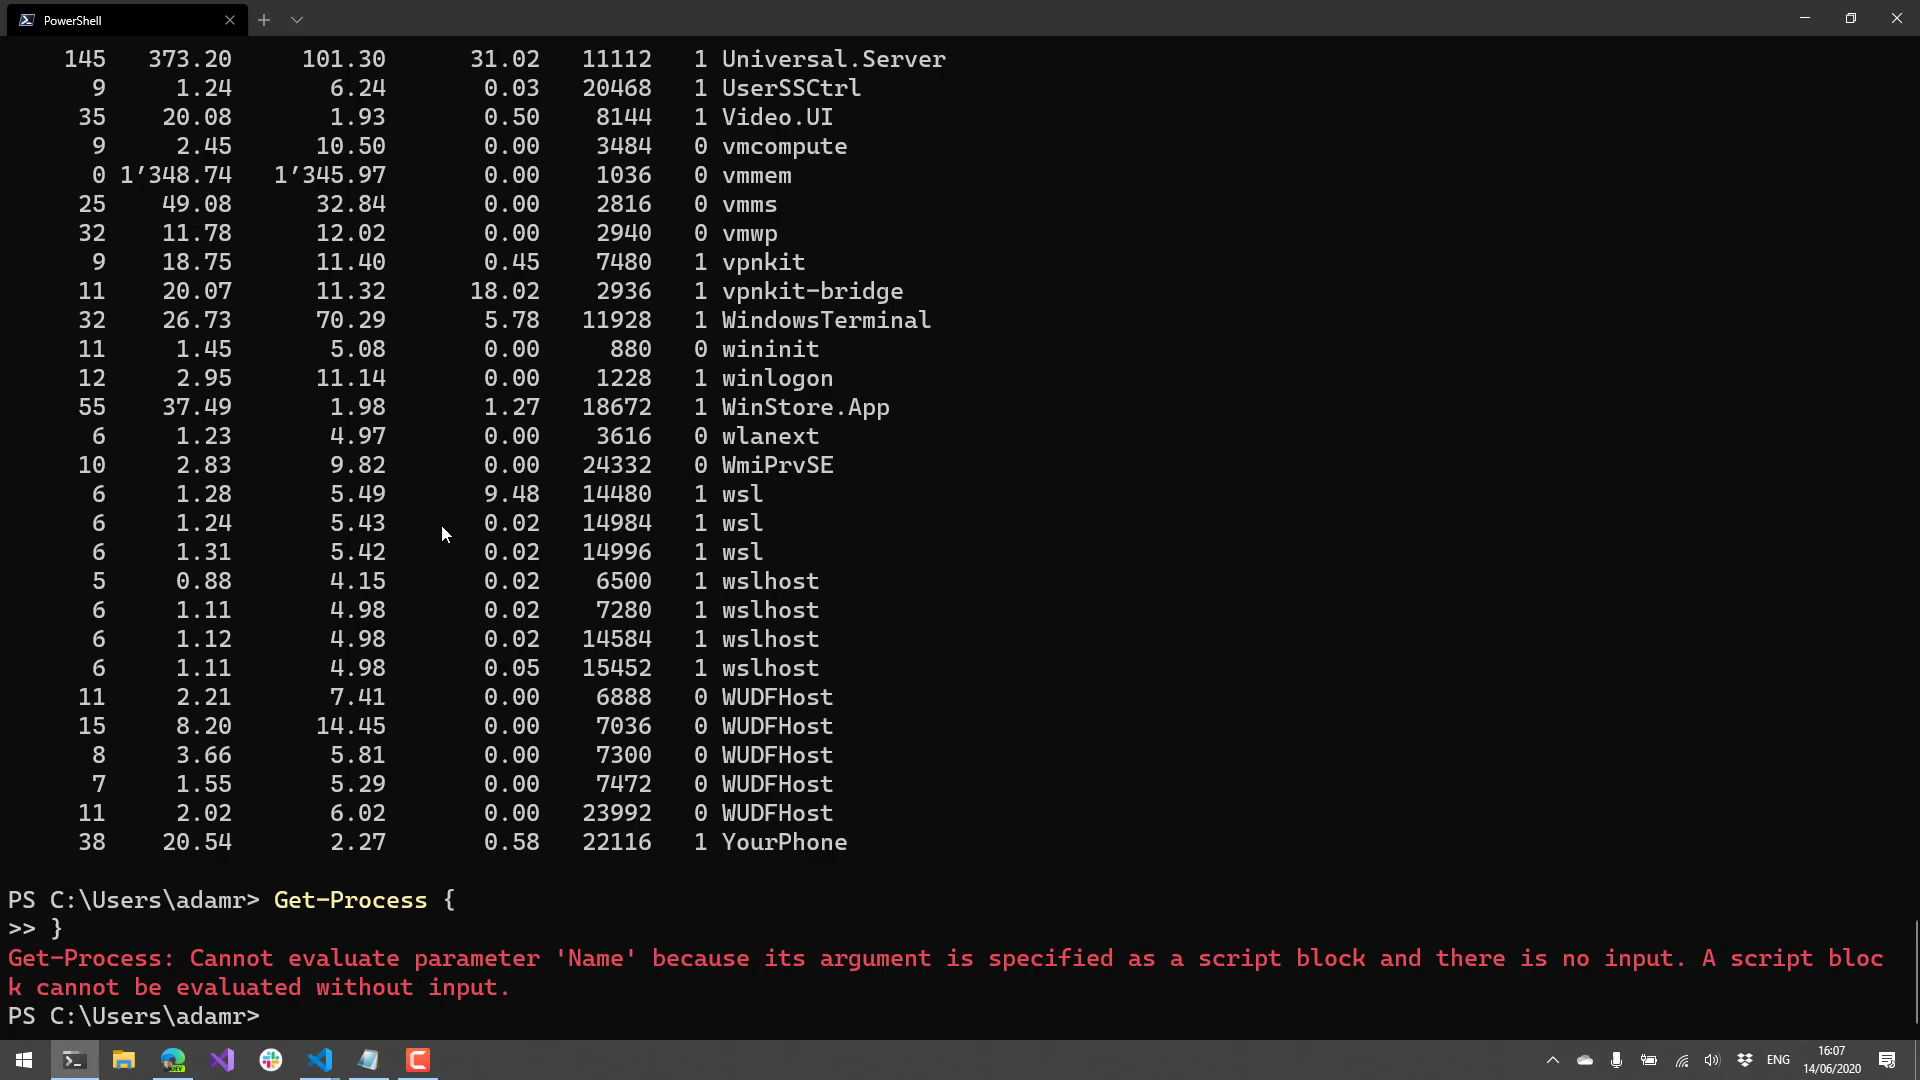 PowerShell
145 373.20 101.30 31.02 11112 1 Universal.Server
9 1.24 6.24 0.03 20468 1 UserSSCtrl
35 20.08 1.93 0.50 8144 1 Video.UI
9 2.45 10.50 0.00 3484 0 vmcompute
0 1’348.74 1’345.97 0.00 1036 0 vmmem
25 49.08 32.84 0.00 2816 0 vmms
32 11.78 12.02 0.00 2940 0 vmwp
9 18.75 11.40 0.45 7480 1 vpnkit
11 20.07 11.32 18.02 2936 1 vpnkit-bridge
32 26.73 70.29 5.78 11928 1 WindowsTerminal
11 1.45 5.08 0.00 880 0 wininit
12 2.95 11.14 0.00 1228 1 winlogon
55 37.49 1.98 1.27 18672 1 WinStore.App
6 1.23 4.97 0.00 3616 0 wlanext
10 2.83 9.82 0.00 24332 0 WmiPrvSE
6 1.28 5.49 9.48 14480 1 wsl
6 1.24 5.43 0.02 14984 1 wsl
6 1.31 5.42 0.02 14996 1 wsl
5 0.88 4.15 0.02 6500 1 wslhost
6 1.11 4.98 0.02 7280 1 wslhost
6 1.12 4.98 0.02 14584 1 wslhost
6 1.11 4.98 0.05 15452 1 wslhost
11 2.21 7.41 0.00 6888 0 WUDFHost
15 8.20 14.45 0.00 7036 0 WUDFHost
8 3.66 5.81 0.00 7300 0 WUDFHost
7 1.55 5.29 0.00 7472 0 WUDFHost
11 2.02 6.02 0.00 23992 0 WUDFHost
38 20.54 2.27 0.58 22116 1 YourPhone
PS C:\Users\adamr> Get-Process {
>> }
Get-Process: Cannot evaluate parameter 'Name' because its argument is specified as a script block and there is no input. A script bloc
k cannot be evaluated without input.
PS C:\Users\adamr>
DEV
ENG
16:07
14/06/2020